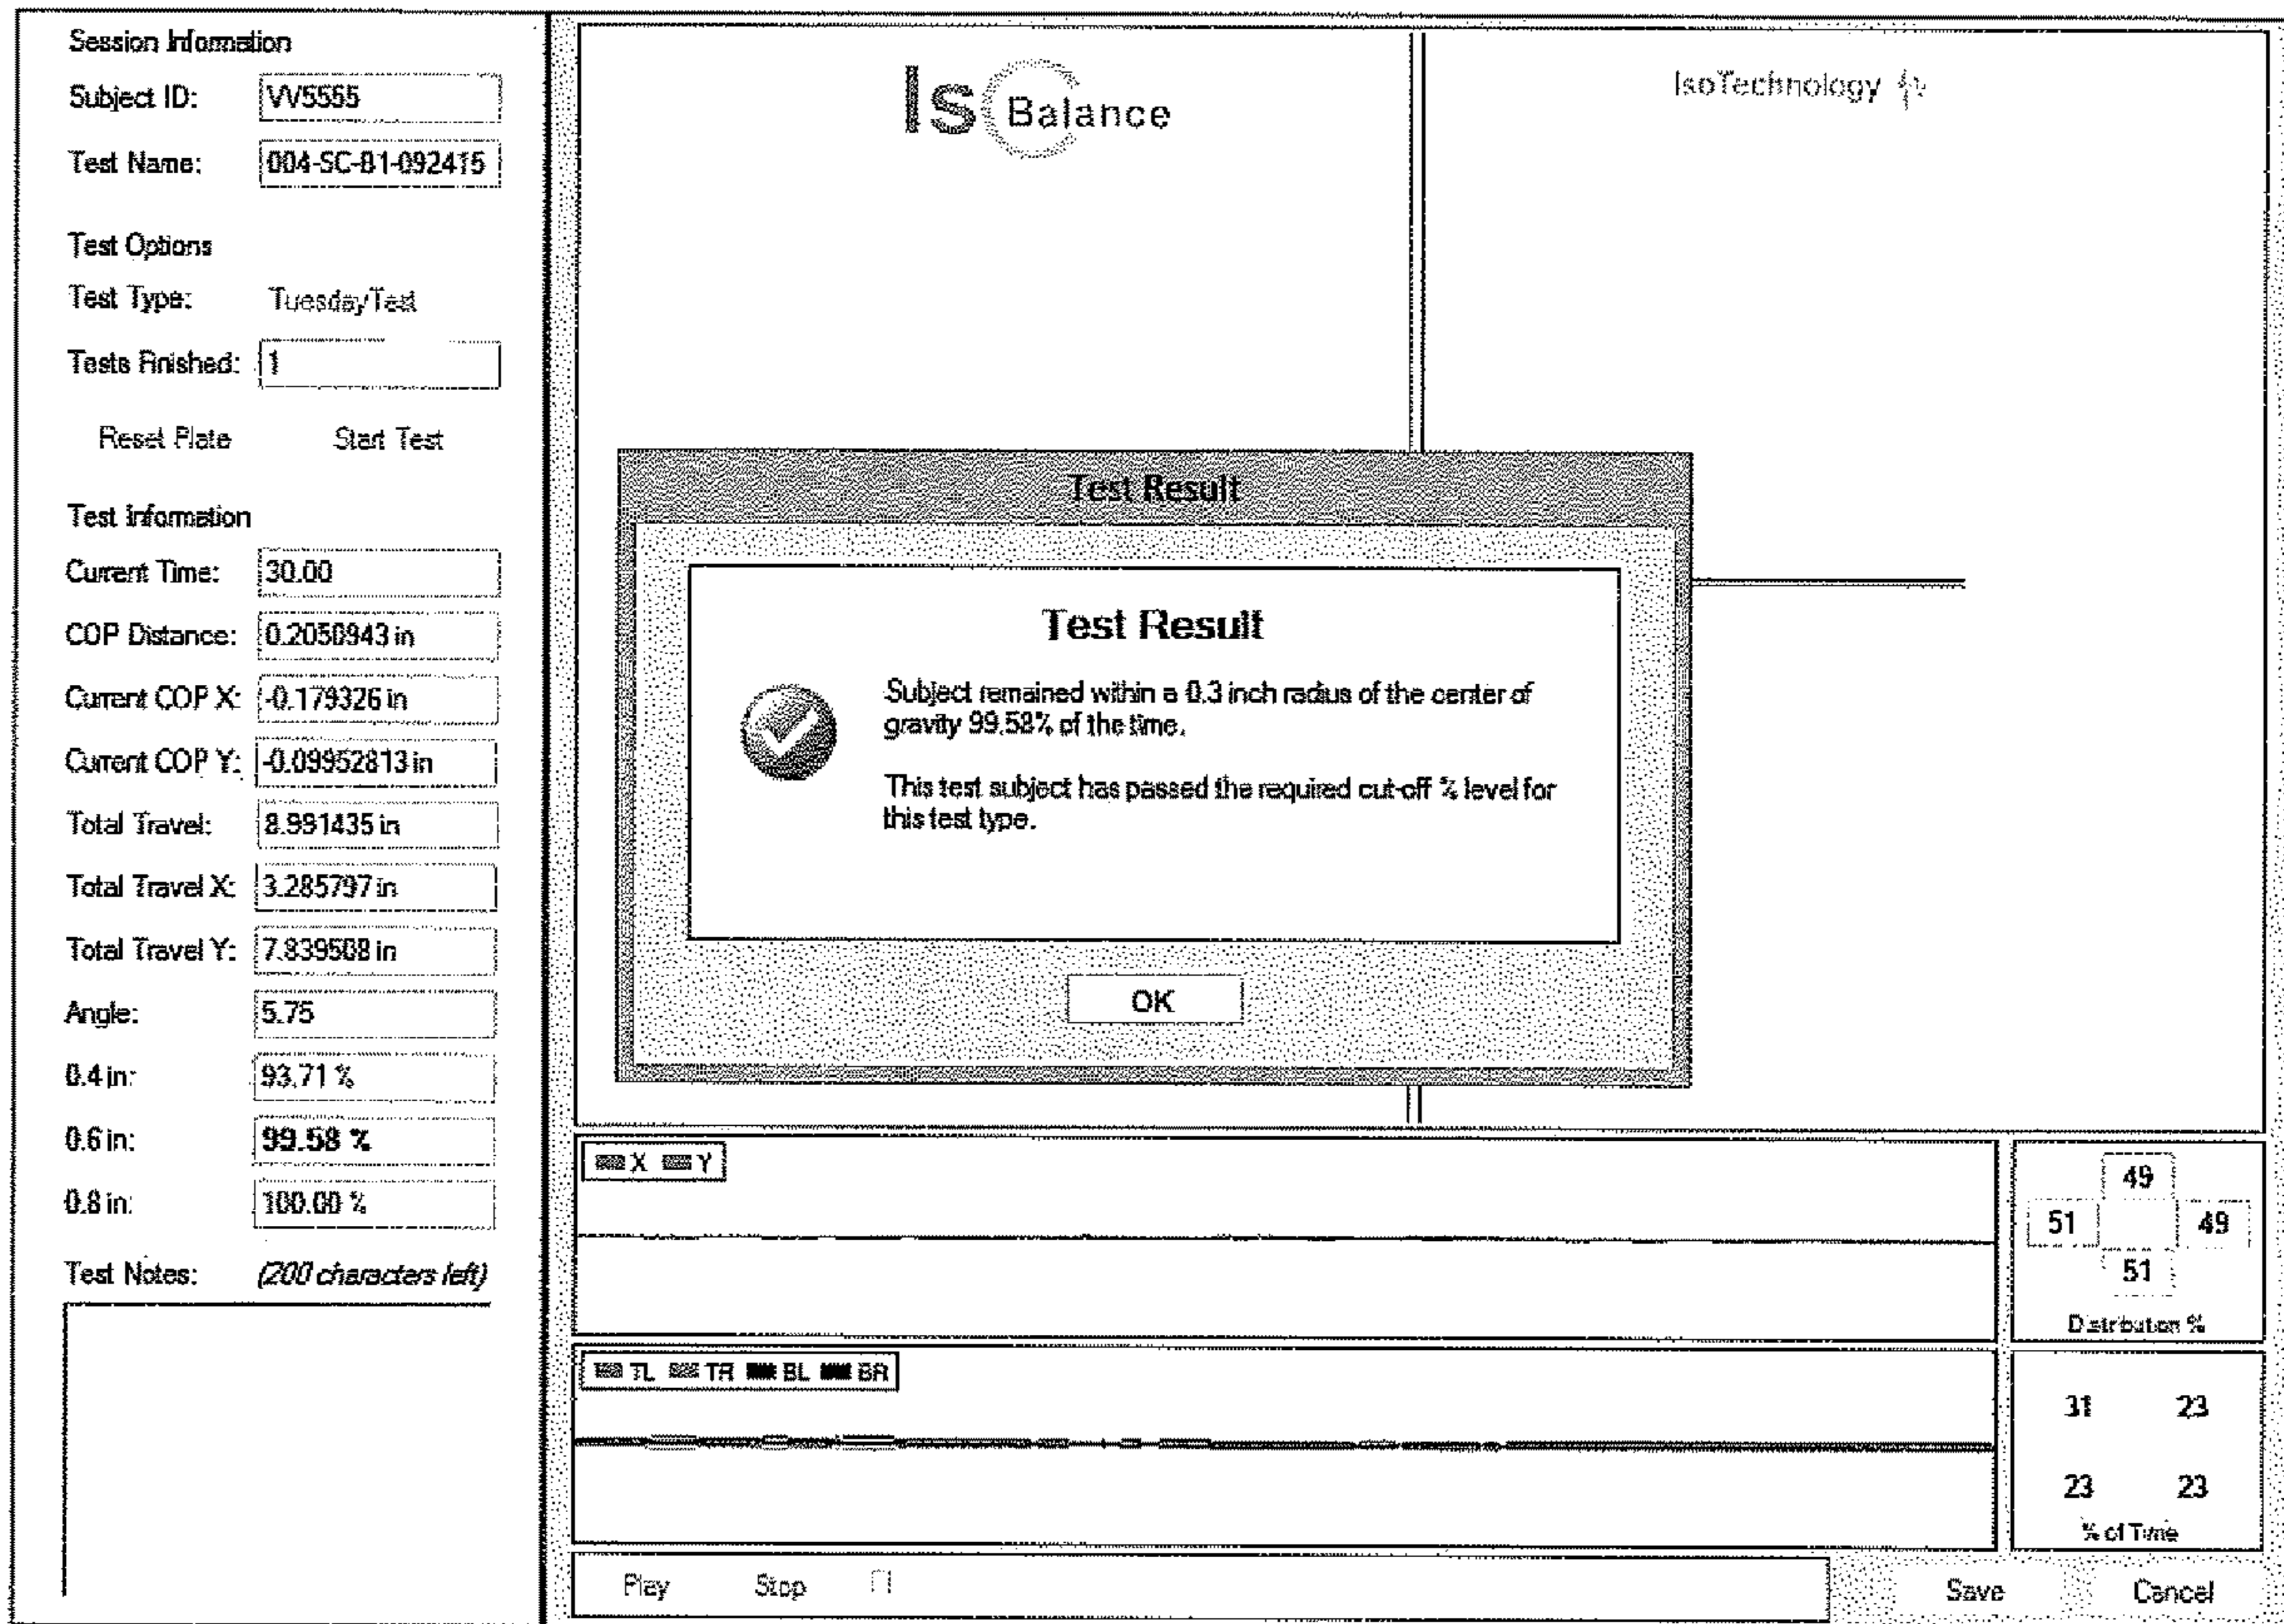 Session Information
Subject ID: VV5555
Test Name: 004-SC-B1-092415
Test Options
Test Type: TuesdayTest
Tests Finished: 1
Reset Plate Start Test
Test Information
Current Time: 30.00
COP Distance: 0.2050943 in
Current COP X: -0.179326 in
Current COP Y: -0.09952813 in
Total Travel: 8.991435 in
Total Travel X: 3.285797 in
Total Travel Y: 7.839508 in
Angle: 5.75
0.4 in: 93.71 %
0.6 in: 99.58 %
0.8 in: 100.00 %
Test Notes: (200 characters left)
Iso Balance
IsoTechnology
Test Result
Test Result
Subject remained within a 0.3 inch radius of the center of
gravity 99.58% of the time.
This test subject has passed the required cut-off % level for
this test type.
OK
X Y
49
51 49
51
Distribution %
TL TR BL BR
31 23
23 23
% of Time
Play Stop
Save Cancel